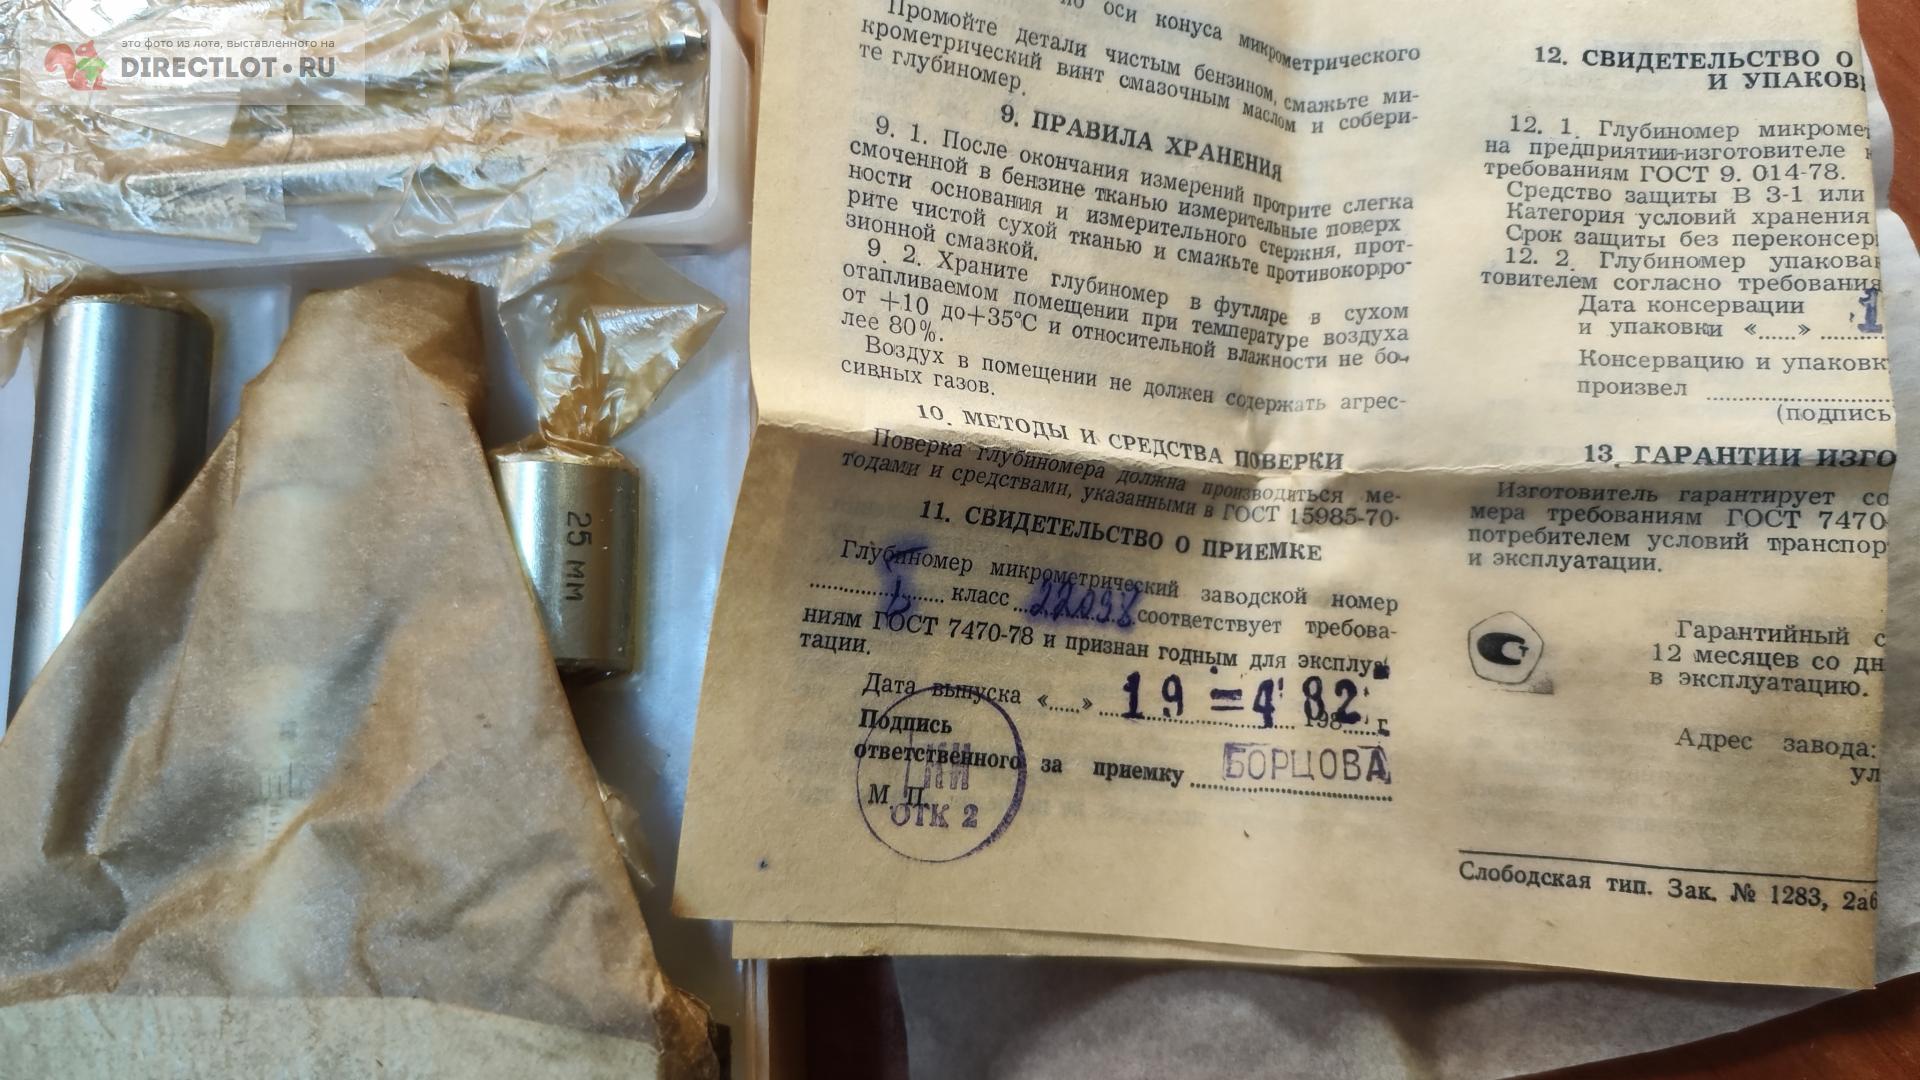 это фото из лота, выставленного на
DIRECTLOT.RU
25 мм
оси конуса микрометрического
Промойте детали чистым бензином, смажьте ми-
крометрический винт смазочным маслом и собери-
те глубиномер.
9. ПРАВИЛА ХРАНЕНИЯ
9. 1. После окончания измерений протрите слегка
смоченной в бензине тканью измерительные поверх
ности основания и измерительного стержня, прот-
рите чистой сухой тканью и смажьте противокорро-
зионной смазкой.
9. 2. Храните глубиномер в футляре в сухом
отапливаемом помещении при температуре воздуха
от +10 до+35°С и относительной влажности не бо-
лее 80%.
Воздух в помещении не должен содержать агрес-
сивных газов.
10. МЕТОДЫ И СРЕДСТВА ПОВЕРКИ
Поверка глубиномера должна производиться ме-
тодами и средствами, указанными в ГОСТ 15985-70.
11. СВИДЕТЕЛЬСТВО О ПРИЕМКЕ
Глубиномер микрометрический заводской номер
класс 22098 соответствует требова-
ниям ГОСТ 7470-78 и признан годным для эксплуа
тации.
Дата выпуска «.....» 19 = 4 82 198 г.
Подпись
ответственного за приемку БОРЦОВА
М. П.
ОТК 2
12. СВИДЕТЕЛЬСТВО О
И УПАКОВ
12. 1. Глубиномер микромет
на предприятии-изготовителе
требованиям ГОСТ 9. 014-78.
Средство защиты В 3-1 или
Категория условий хранения
Срок защиты без переконсер
12. 2. Глубиномер упакова
товителем согласно требования
Дата консервации 1
и упаковки «.....»
Консервацию и упаковк
произвел
(подпись
13. ГАРАНТИИ ИЗГО
Изготовитель гарантирует со
мера требованиям ГОСТ 7470
потребителем условий транспор
и эксплуатации.
Гарантийный с
12 месяцев со дн
в эксплуатацию.
Адрес завода:
ул
Слободская тип. Зак. № 1283, 2аб